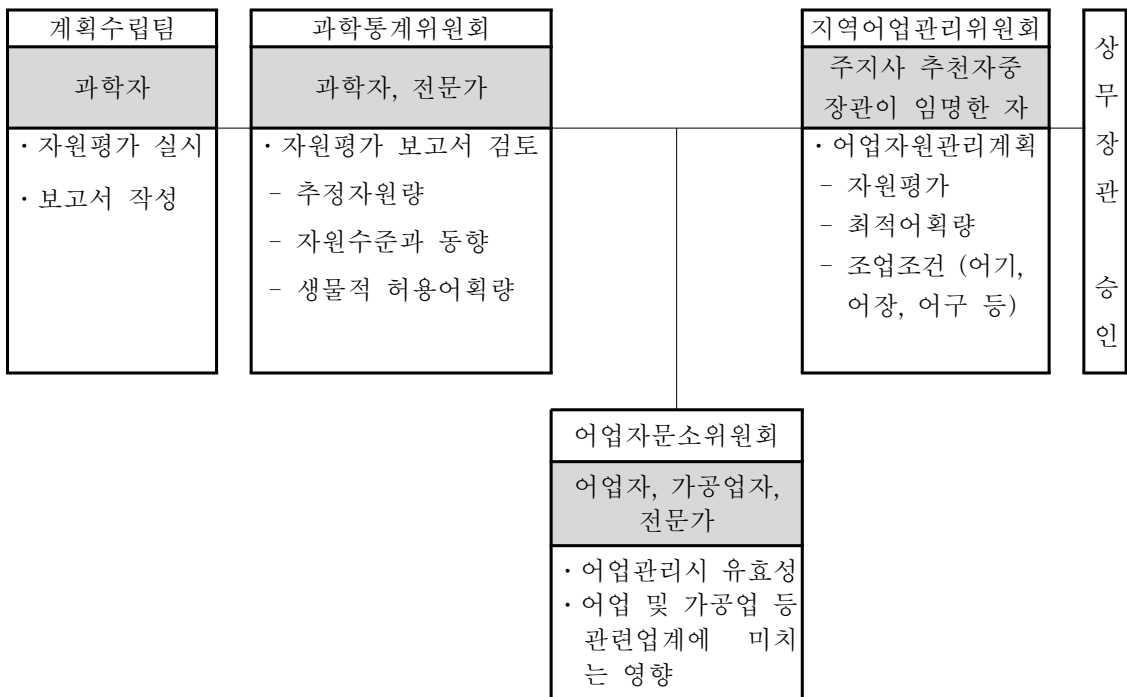 계획수립팀
과학자
· 자원평가 실시
· 보고서 작성
과학통계위원회
과학자, 전문가
· 자원평가 보고서 검토
- 추정자원량
- 자원수준과 동향
- 생물적 허용어획량
지역어업관리위원회
주지사 추천자중
장관이 임명한 자
· 어업자원관리계획
- 자원평가
- 최적어획량
- 조업조건 (어기,
어장, 어구 등)
상
무
장
관
승
인
어업자문소위원회
어업자, 가공업자,
전문가
· 어업관리시 유효성
· 어업 및 가공업 등
관련업계에 미치
는 영향